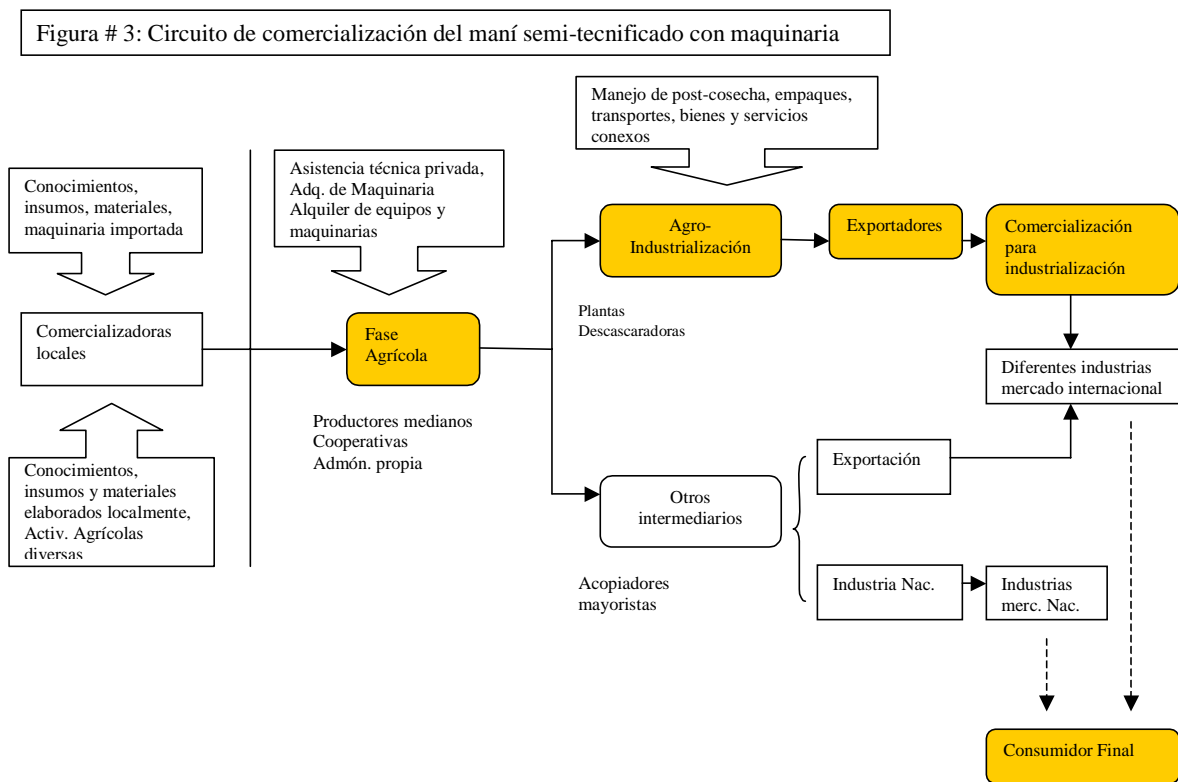 Figura # 3: Circuito de comercialización del maní semi-tecnificado con maquinaria
Manejo de post-cosecha, empaques,
transportes, bienes y servicios
conexos
Asistencia técnica privada,
Adq. de Maquinaria
Alquiler de equipos y
maquinarias
Conocimientos,
insumos, materiales,
maquinaria importada
Agro-
Industrialización
Exportadores
Comercialización
para
industrialización
Plantas
Descascaradoras
Comercializadoras
locales
Fase
Agrícola
Diferentes industrias
mercado internacional
Productores medianos
Cooperativas
Admón. propia
Conocimientos,
insumos y materiales
elaborados localmente,
Activ. Agrícolas
diversas
Exportación
Otros
intermediarios
Acopiadores
mayoristas
Industria Nac.
Industrias
merc. Nac.
Consumidor Final